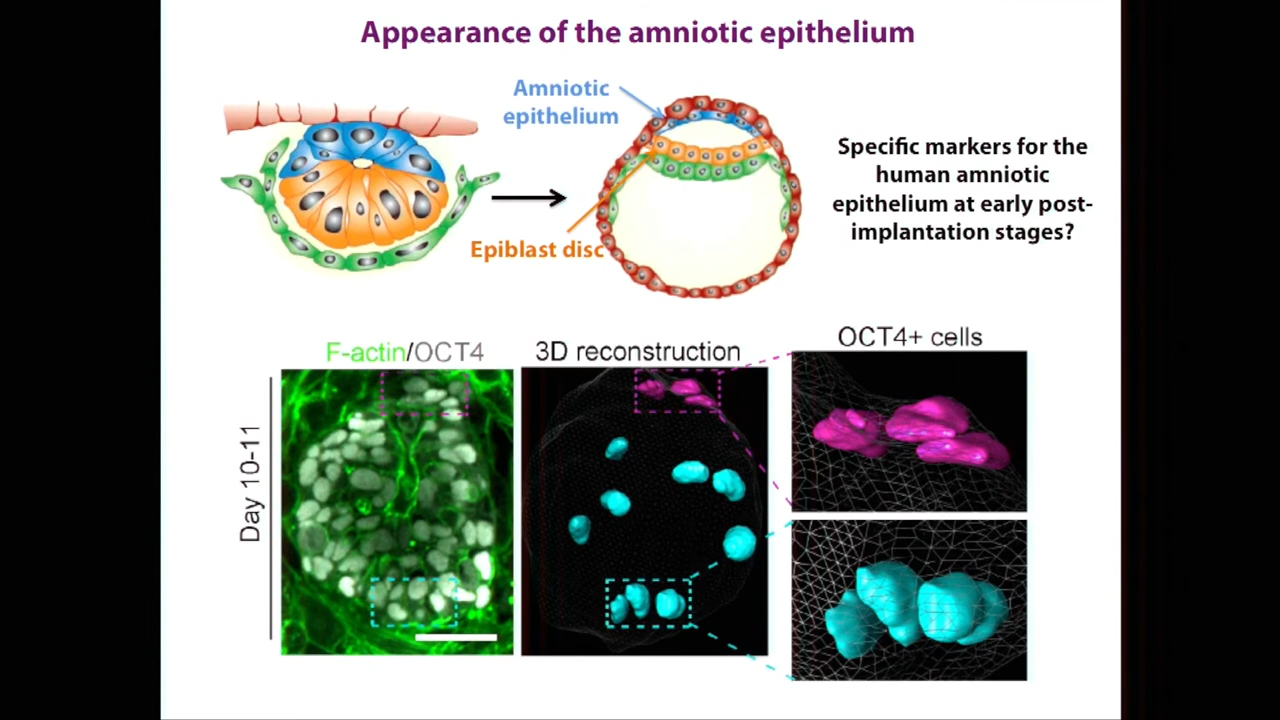 Appearance of the amniotic epithelium
Amniotic
epithelium
Epiblast disc
Specific markers for the
human amniotic
epithelium at early post-
implantation stages?
F-actin/OCT4
3D reconstruction
OCT4+ cells
Day 10-11